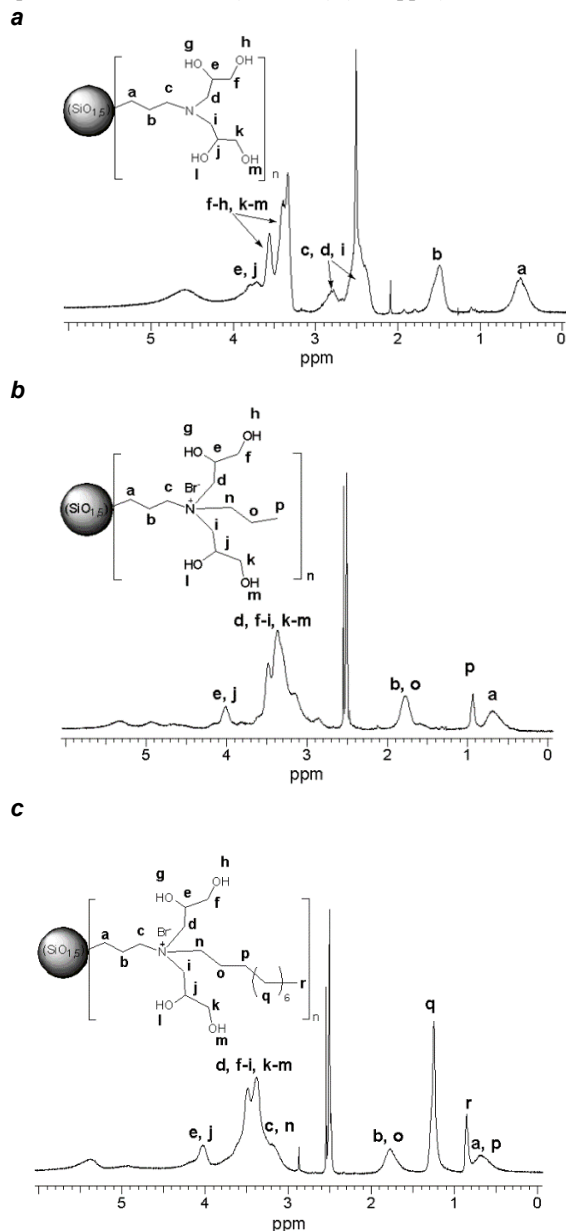 a
g
h
HO
e
OH
HO
f
a
c
d
(SiO1,5)
N
b
i
k
HO
j
OH
l
m
n
f-h, k-m
c, d, i
b
e, j
a
5
4
3
2
1
0
ppm
b
h
g
OH
HO
e
f
Br-
d
a
c
n
p
(SiO1,5)
N+
b
o
i
j
k
HO
l
OH
m
n
d, f-i, k-m
p
e, j
b, o
a
5
4
3
2
1
0
ppm
c
h
g
OH
HO
e
f
Br-
d
a
c
n
p
(SiO1,5)
N+
b
o
r
i
q
6
j
k
HO
l
OH
m
n
q
d, f-i, k-m
r
c, n
e, j
b, o
a, p
5
4
3
2
1
0
ppm